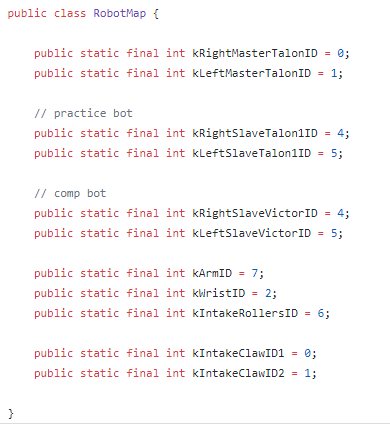 public class RobotMap {
public static final int kRightMasterTalonID = 0;
public static final int kLeftMasterTalonID = 1;
// practice bot
public static final int kRightSlaveTalon1ID = 4;
public static final int kLeftSlaveTalon1ID = 5;
// comp bot
public static final int kRightSlaveVictorID = 4;
public static final int kLeftSlaveVictorID = 5;
public static final int kArmID = 7;
public static final int kWristID = 2;
public static final int kIntakeRollersID = 6;
public static final int kIntakeClawID1 = 0;
public static final int kIntakeClawID2 = 1;
}